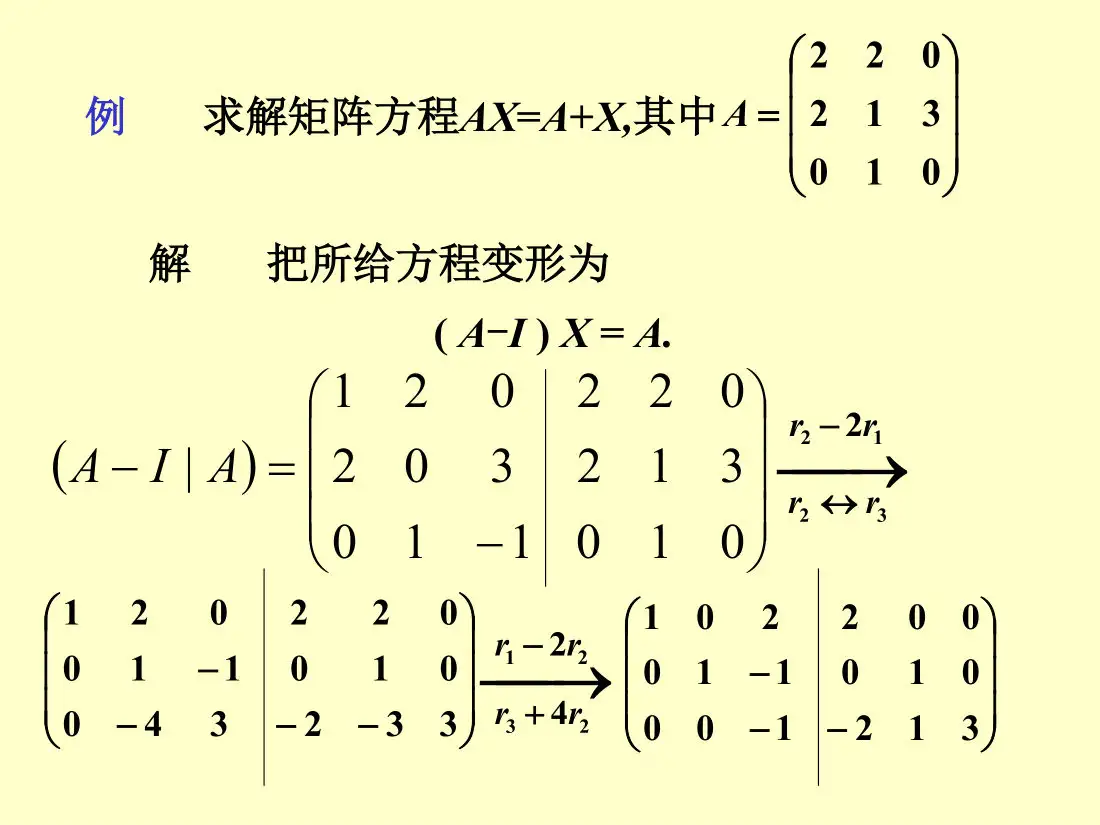 例 求解矩阵方程AX=A+X,其中 A = ( 2 2 0
2 1 3
0 1 0 )
解 把所给方程变形为
( A−I ) X = A.
(A − I | A) = ( 1 2 0 | 2 2 0
2 0 3 | 2 1 3
0 1 −1 | 0 1 0 )
r₂ − 2r₁
r₂ ↔ r₃
( 1 2 0 | 2 2 0
0 1 −1 | 0 1 0
0 −4 3 | −2 −3 3 )
r₁ − 2r₂
r₃ + 4r₂
( 1 0 2 | 2 0 0
0 1 −1 | 0 1 0
0 0 −1 | −2 1 3 )